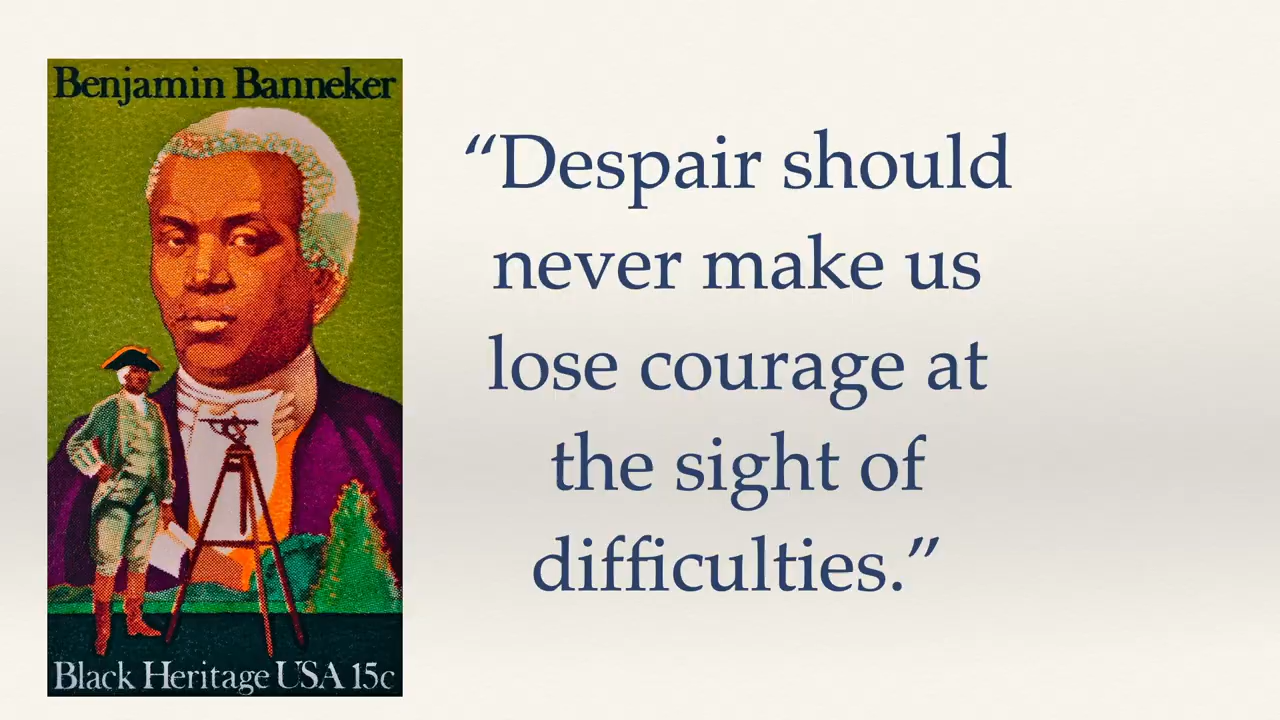 Benjamin Banneker
Black Heritage USA 15c
“Despair should
never make us
lose courage at
the sight of
difficulties.”